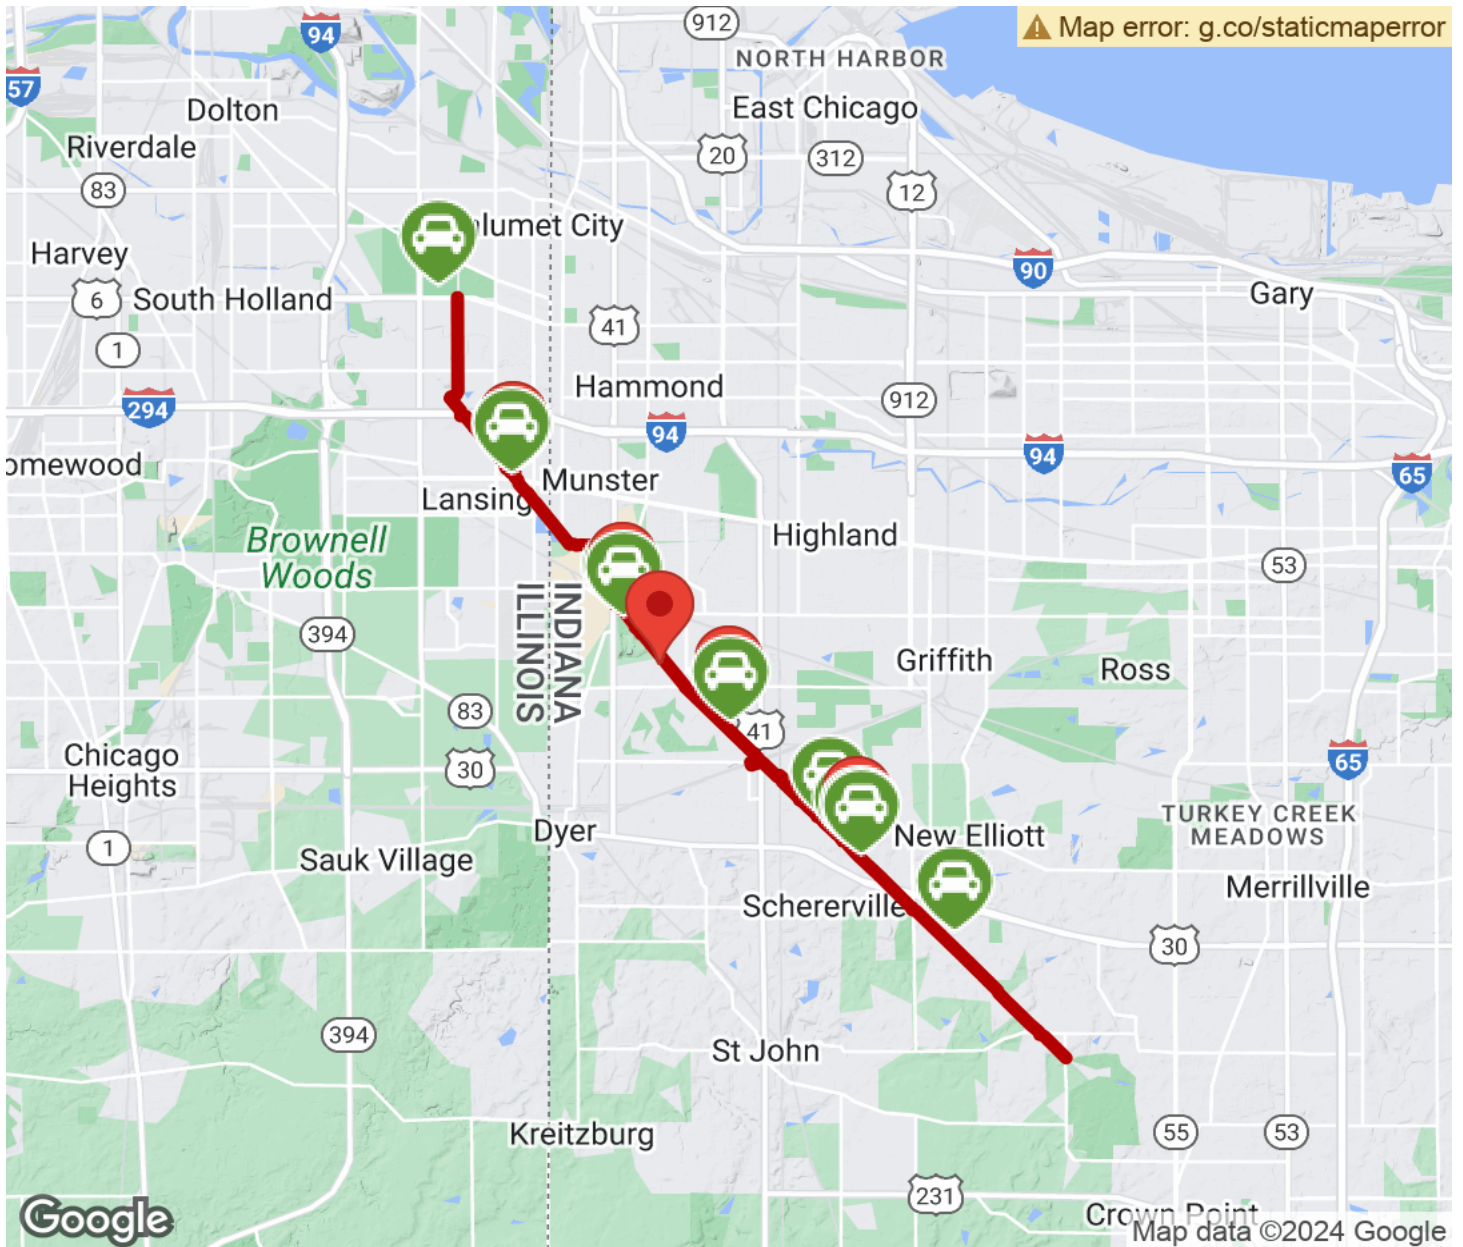 912
Map error: g.co/staticmaperror
94
NORTH HARBOR
57
Dolton
East Chicago
Riverdale
20
312
83
12
lumet City
Harvey
90
6
South Holland
Gary
41
1
Hammond
294
912
94
94
omewood
65
Munster
Lansing
Highland
Brownell
Woods
53
INDIANA
ILLINOIS
394
Griffith
Ross
83
41
Chicago
Heights
30
65
TURKEY CREEK
MEADOWS
Dyer
New Elliott
1
Sauk Village
Merrillville
Schererville
30
394
St John
Kreitzburg
55
53
231
Crown Point
Google
Map data ©2024 Google